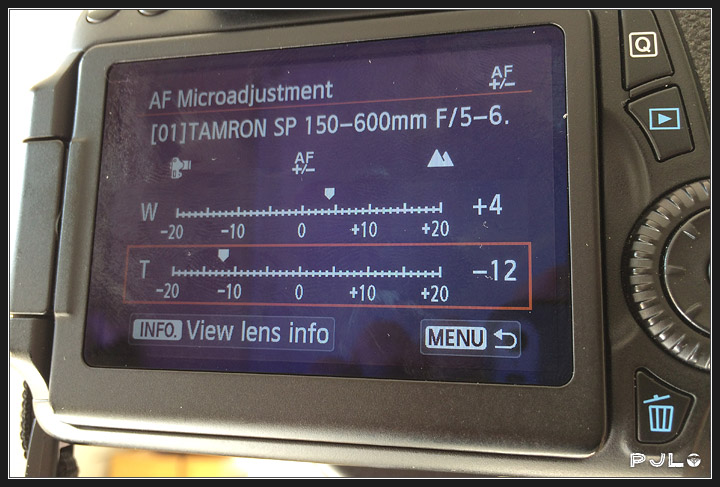 Q
AF Microadjustment
AF
+/−
[01]TAMRON SP 150−600mm F/5−6.
AF
+/−
W
+4
−20 −10 0 +10 +20
T
−12
−20 −10 0 +10 +20
INFO. View lens info
MENU
PJLO